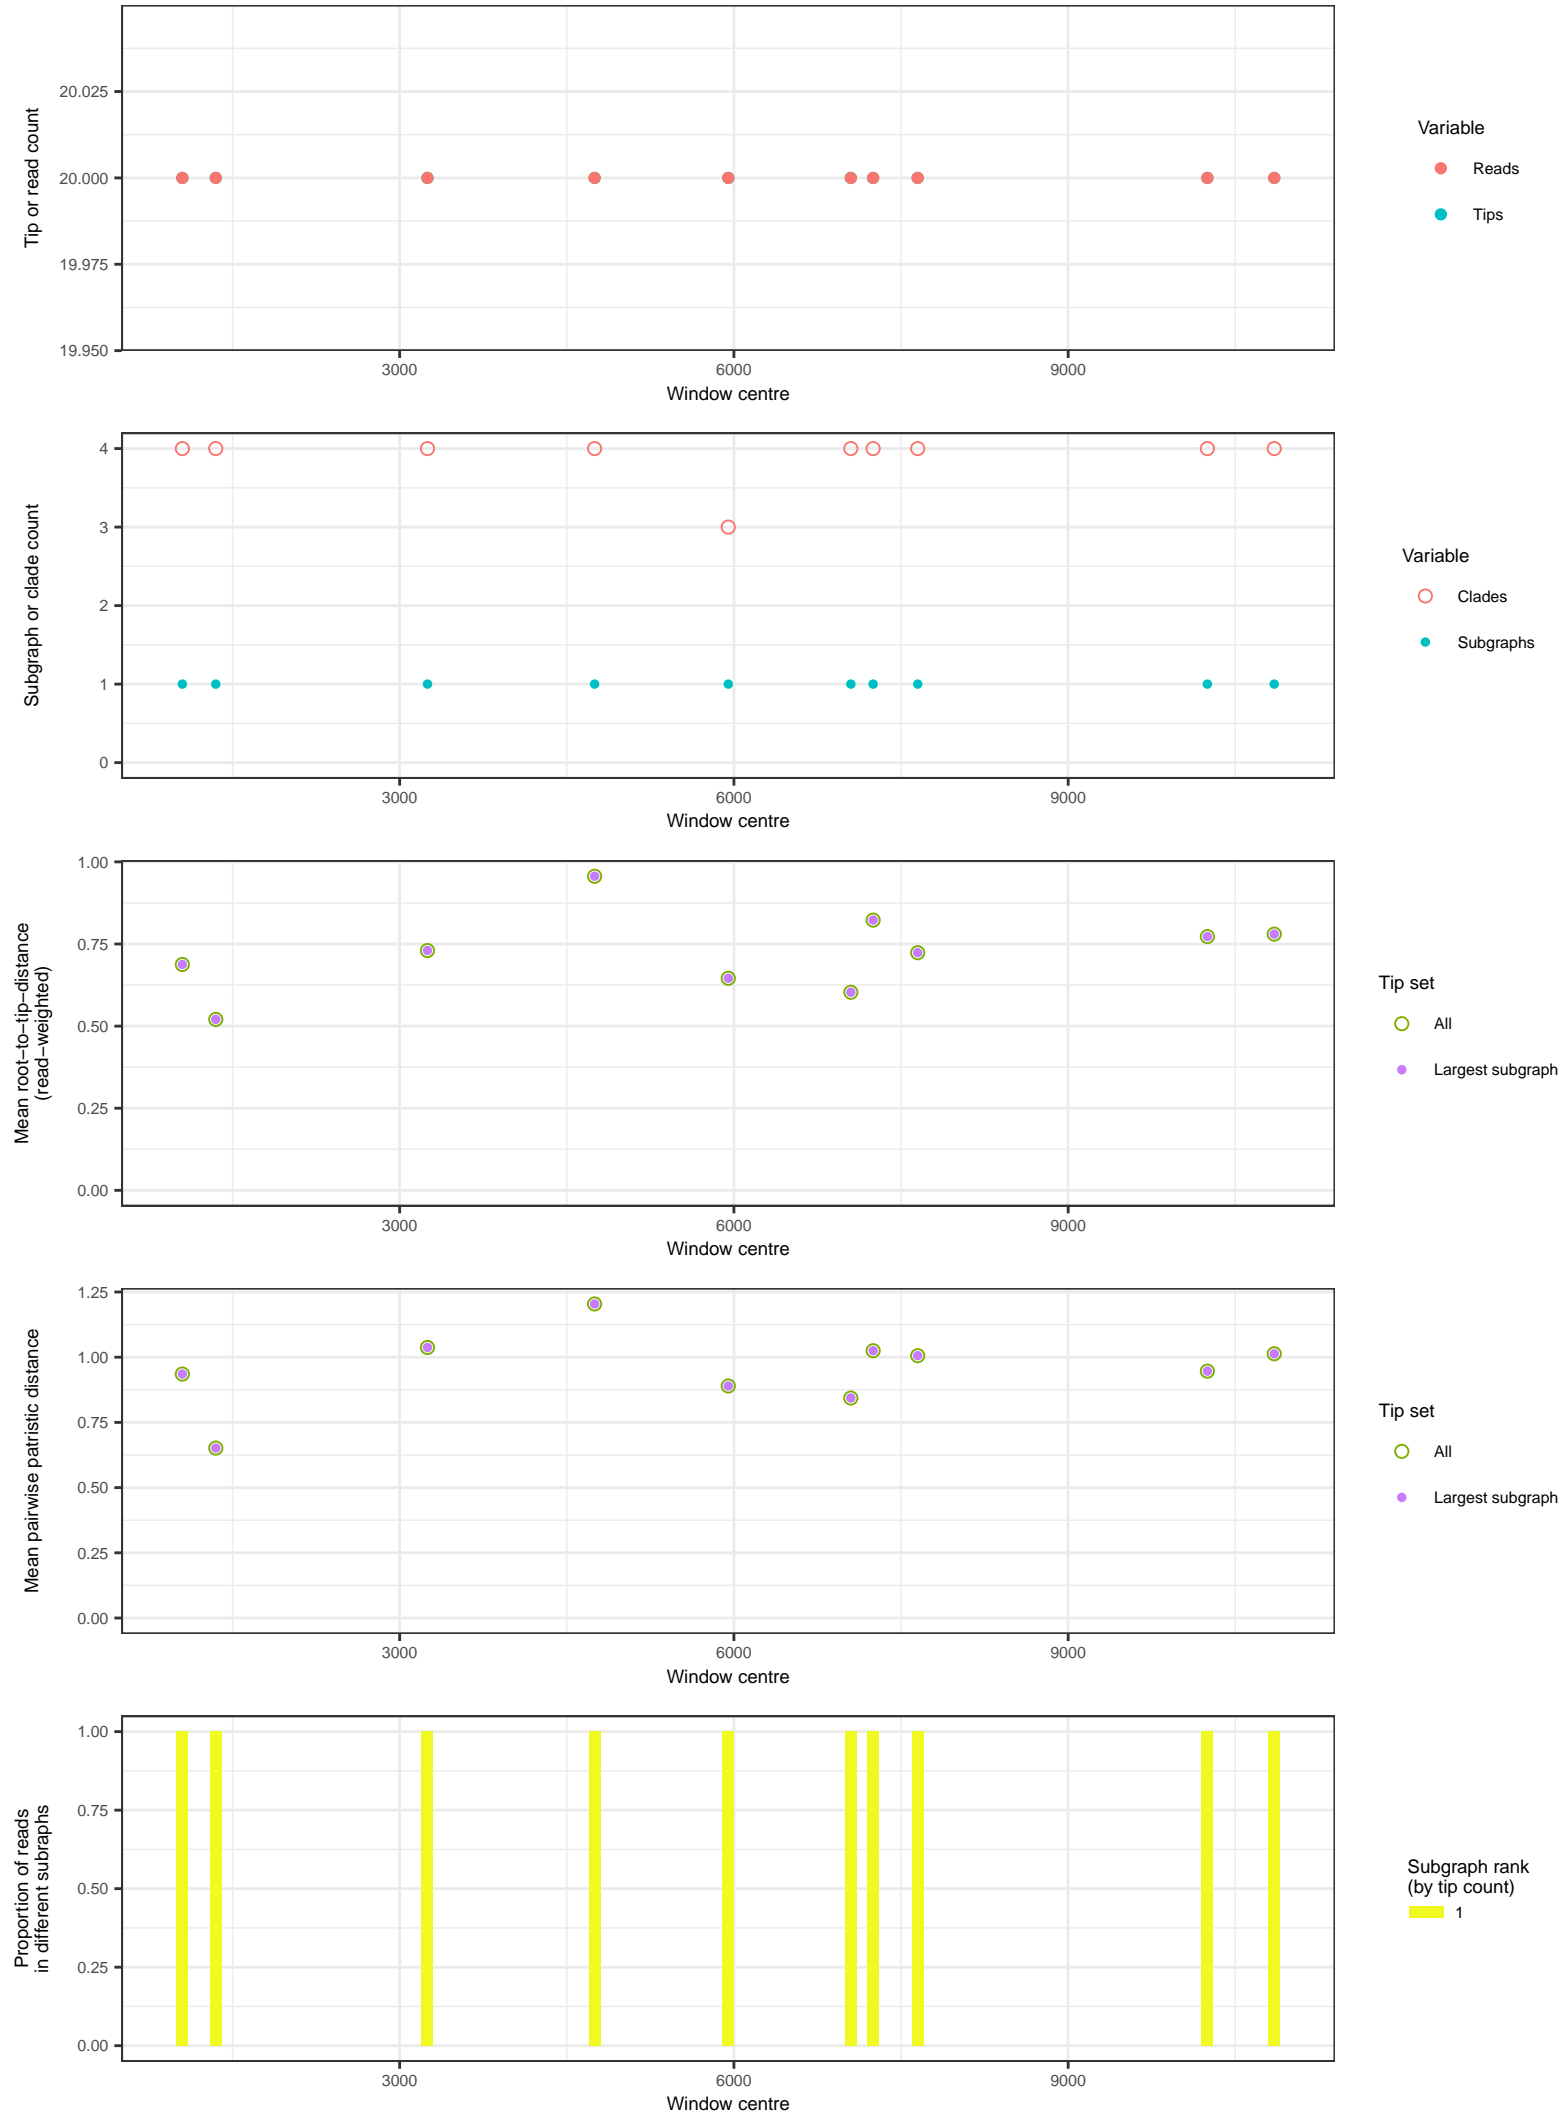 Tip or read count
20.025
20.000
19.975
19.950
3000
6000
9000
Window centre
Variable
Reads
Tips
Subgraph or clade count
4
3
2
1
0
3000
6000
9000
Window centre
Variable
Clades
Subgraphs
Mean root−to−tip−distance
(read−weighted)
1.00
0.75
0.50
0.25
0.00
3000
6000
9000
Window centre
Tip set
All
Largest subgraph
Mean pairwise patristic distance
1.25
1.00
0.75
0.50
0.25
0.00
3000
6000
9000
Window centre
Tip set
All
Largest subgraph
Proportion of reads
in different subraphs
1.00
0.75
0.50
0.25
0.00
3000
6000
9000
Window centre
Subgraph rank
(by tip count)
1